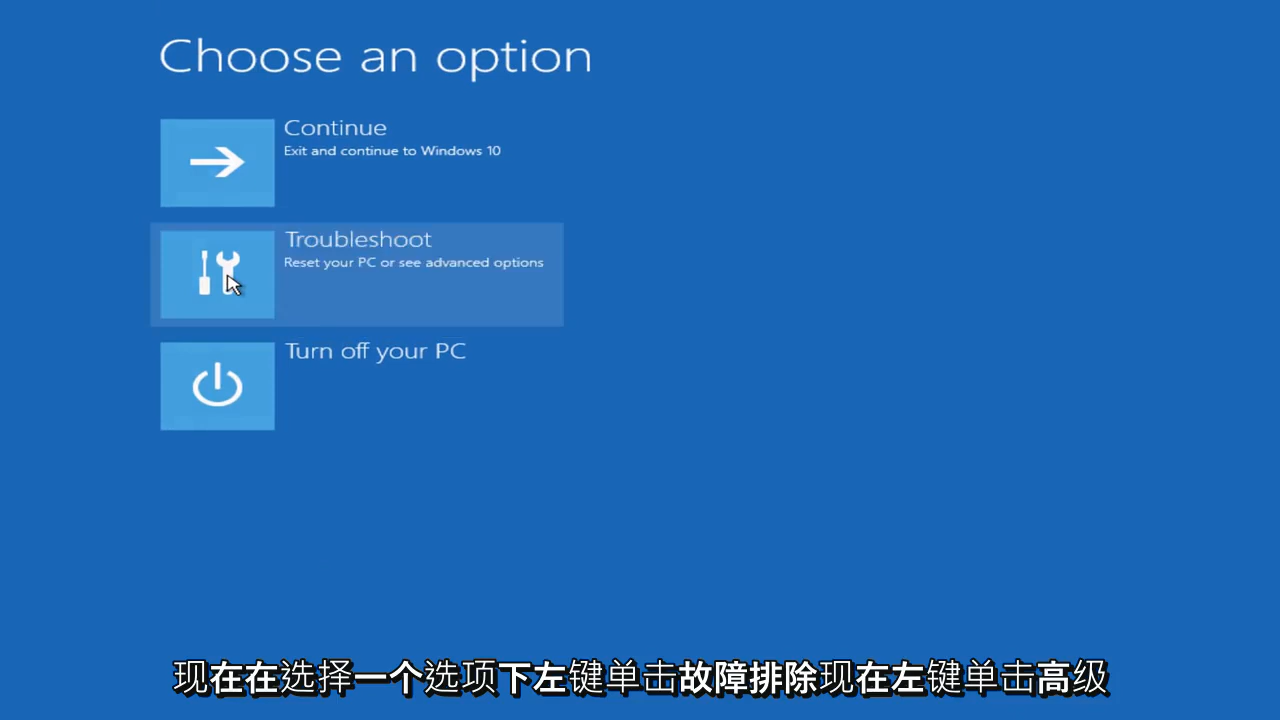 Choose an option
Continue
Exit and continue to Windows 10
Troubleshoot
Reset your PC or see advanced options
Turn off your PC
现在在选择一个选项下左键单击故障排除现在左键单击高级